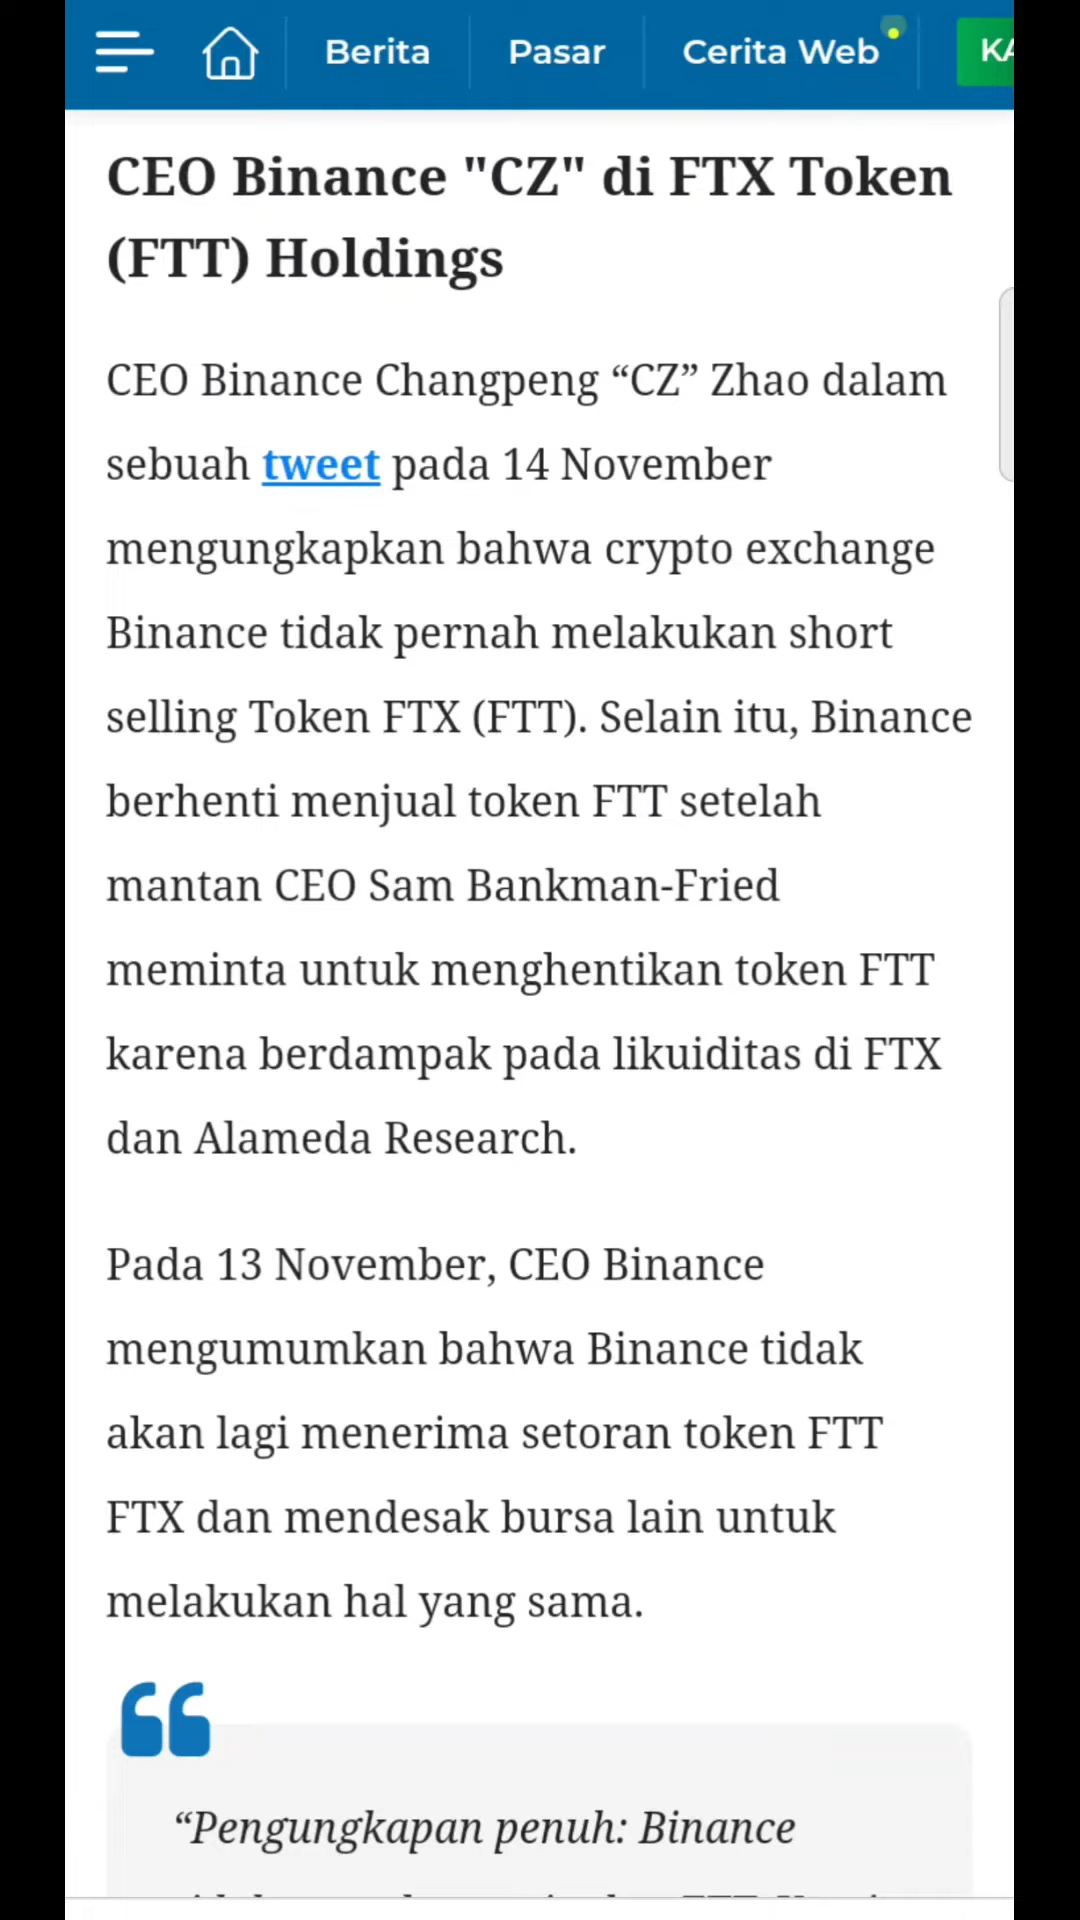 Berita Pasar Cerita Web KA
CEO Binance "CZ" di FTX Token
(FTT) Holdings
CEO Binance Changpeng “CZ” Zhao dalam
sebuah tweet pada 14 November
mengungkapkan bahwa crypto exchange
Binance tidak pernah melakukan short
selling Token FTX (FTT). Selain itu, Binance
berhenti menjual token FTT setelah
mantan CEO Sam Bankman-Fried
meminta untuk menghentikan token FTT
karena berdampak pada likuiditas di FTX
dan Alameda Research.
Pada 13 November, CEO Binance
mengumumkan bahwa Binance tidak
akan lagi menerima setoran token FTT
FTX dan mendesak bursa lain untuk
melakukan hal yang sama.
“Pengungkapan penuh: Binance